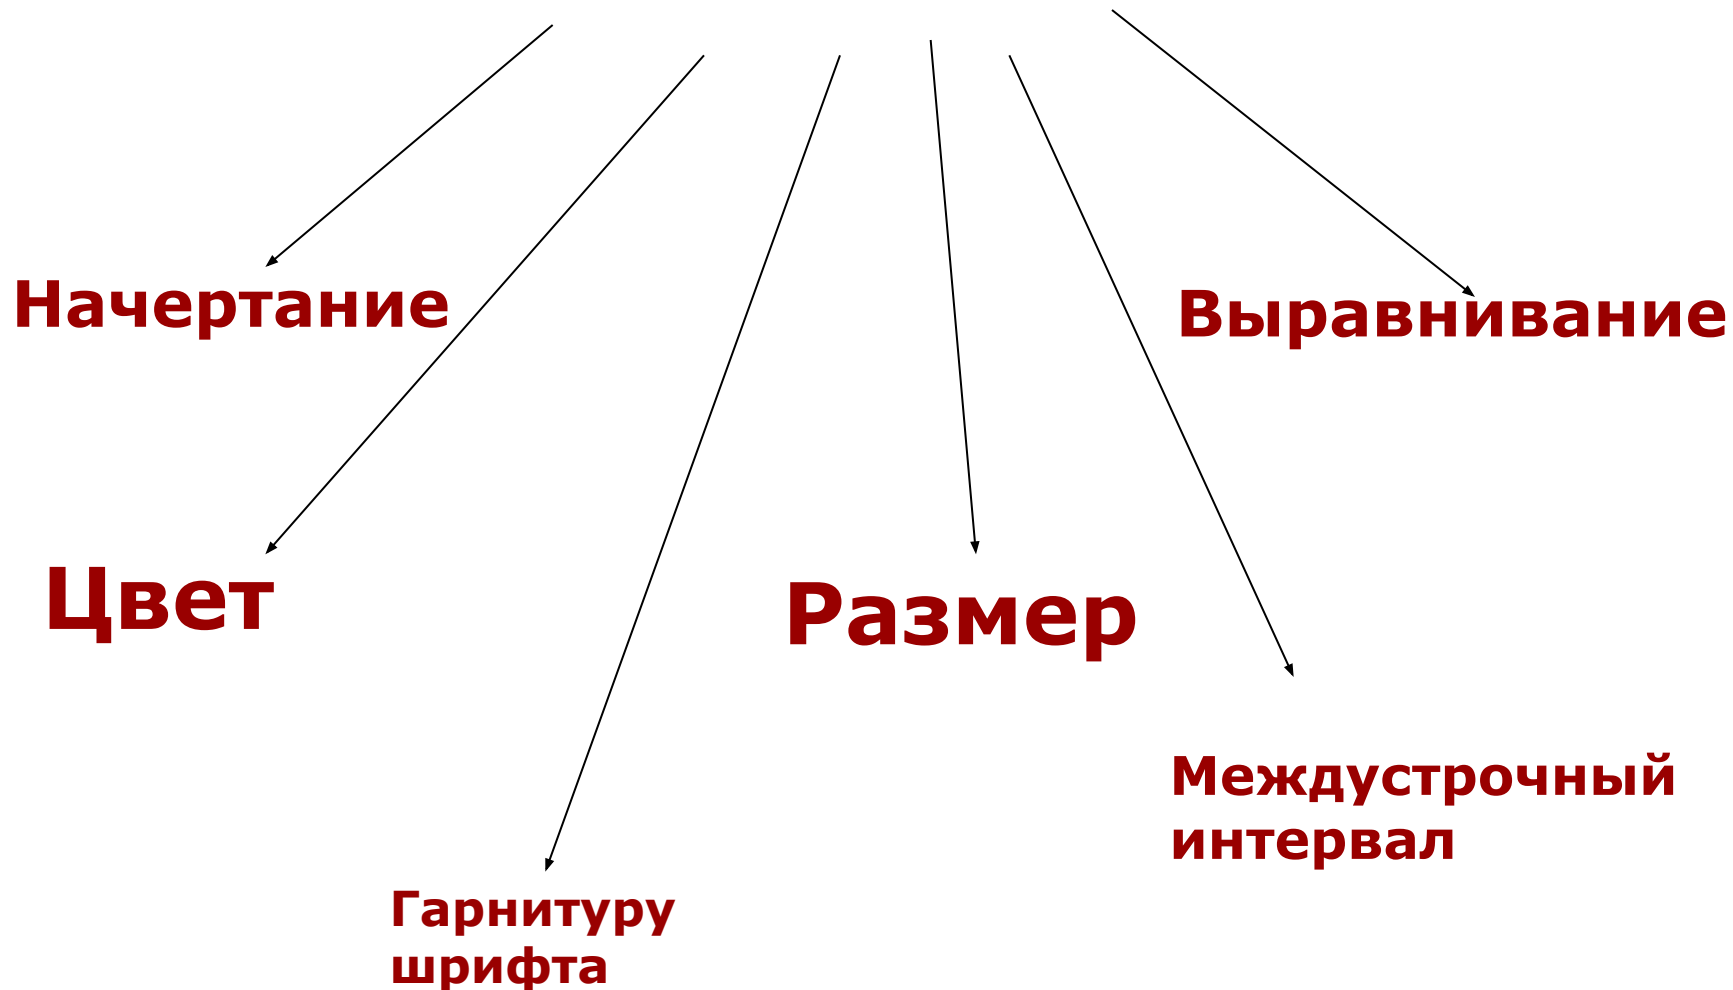 Начертание
Выравнивание
Цвет
Размер
Междустрочный
интервал
Гарнитуру
шрифта